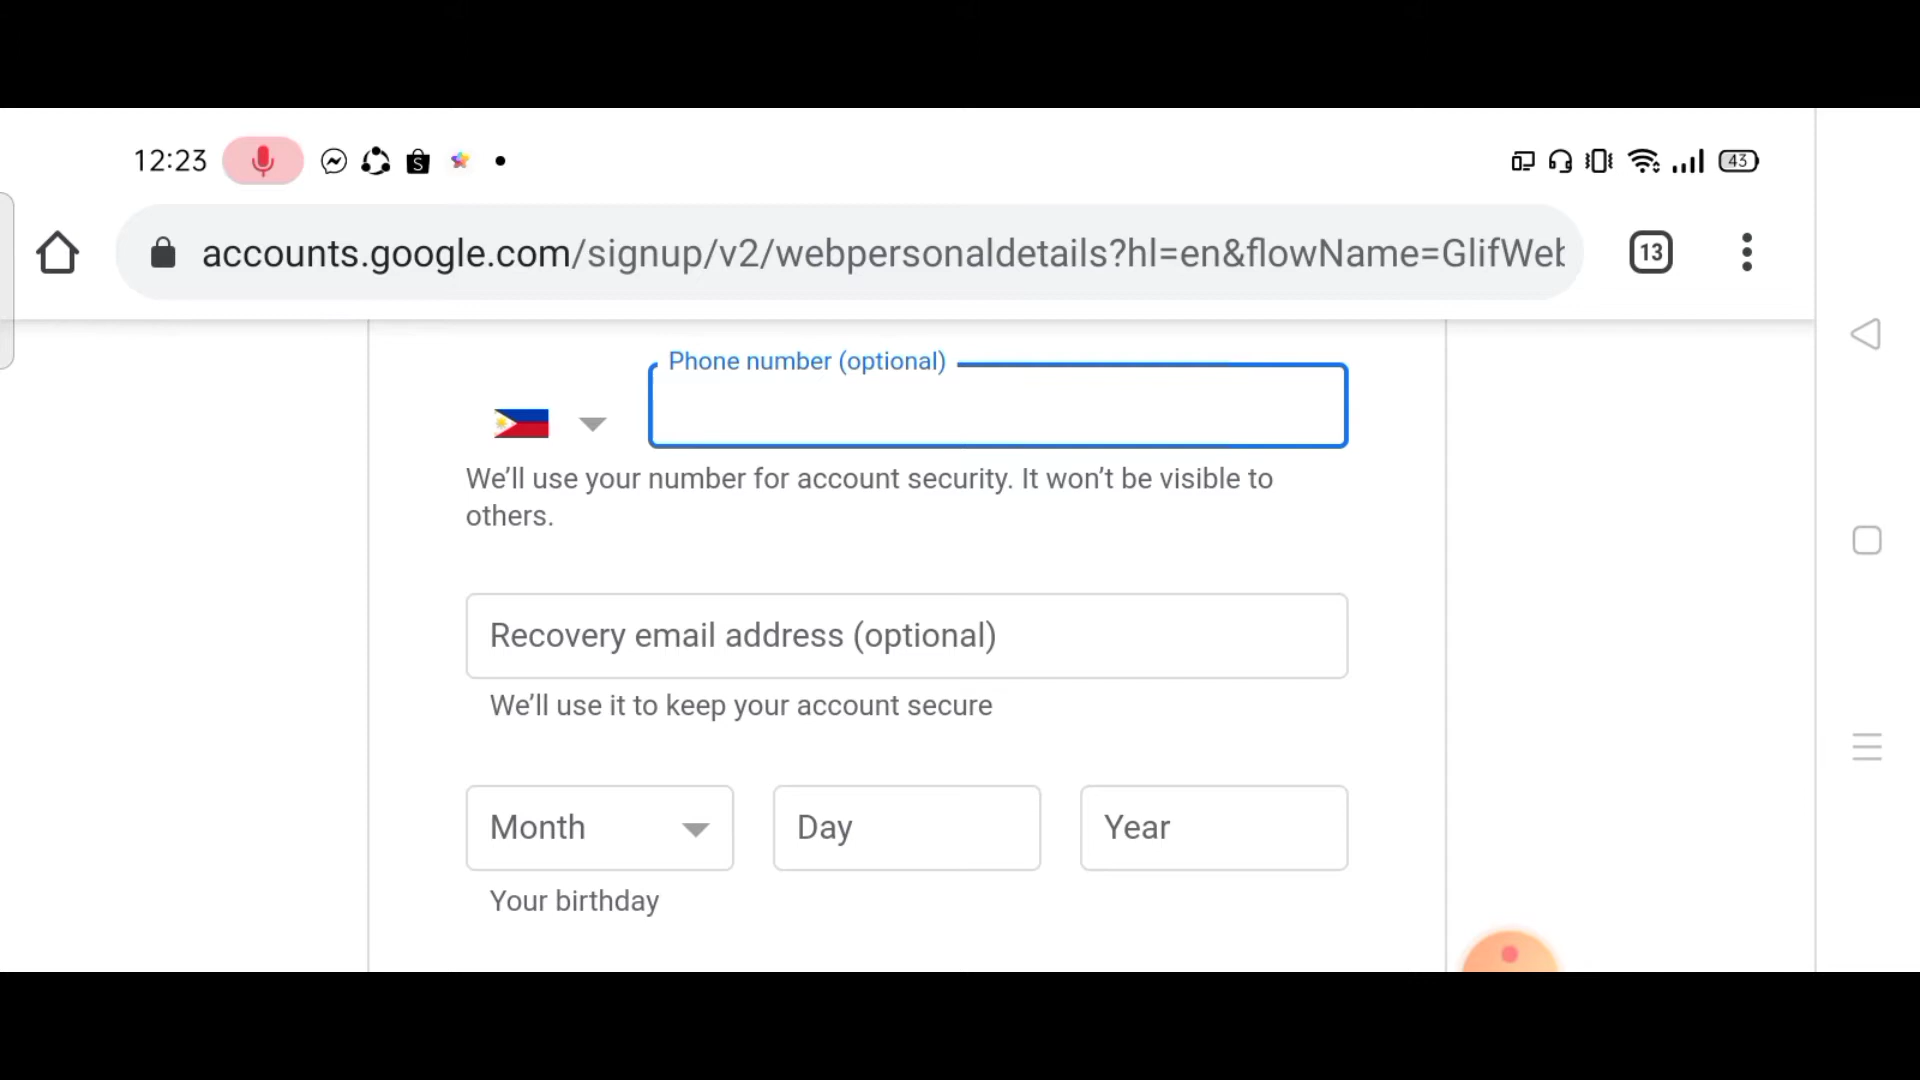 12:23
S
43
accounts.google.com/signup/v2/webpersonaldetails?hl=en&flowName=GlifWeb
13
Phone number (optional)
We’ll use your number for account security. It won’t be visible to
others.
Recovery email address (optional)
We’ll use it to keep your account secure
Month
Day
Year
Your birthday